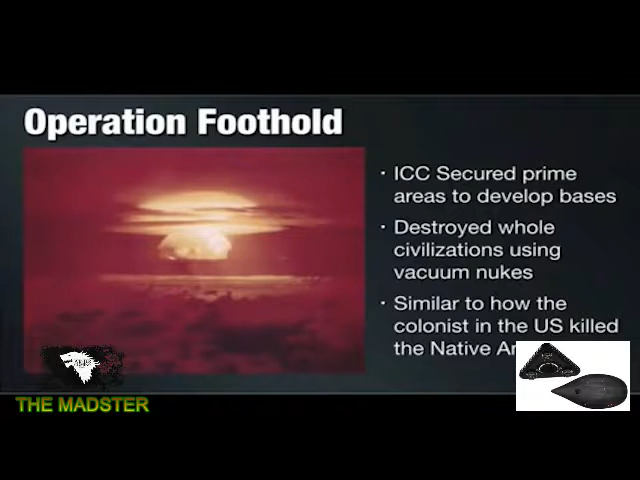 Operation Foothold
· ICC Secured prime
areas to develop bases
· Destroyed whole
civilizations using
vacuum nukes
· Similar to how the
colonist in the US killed
the Native
THE MADSTER